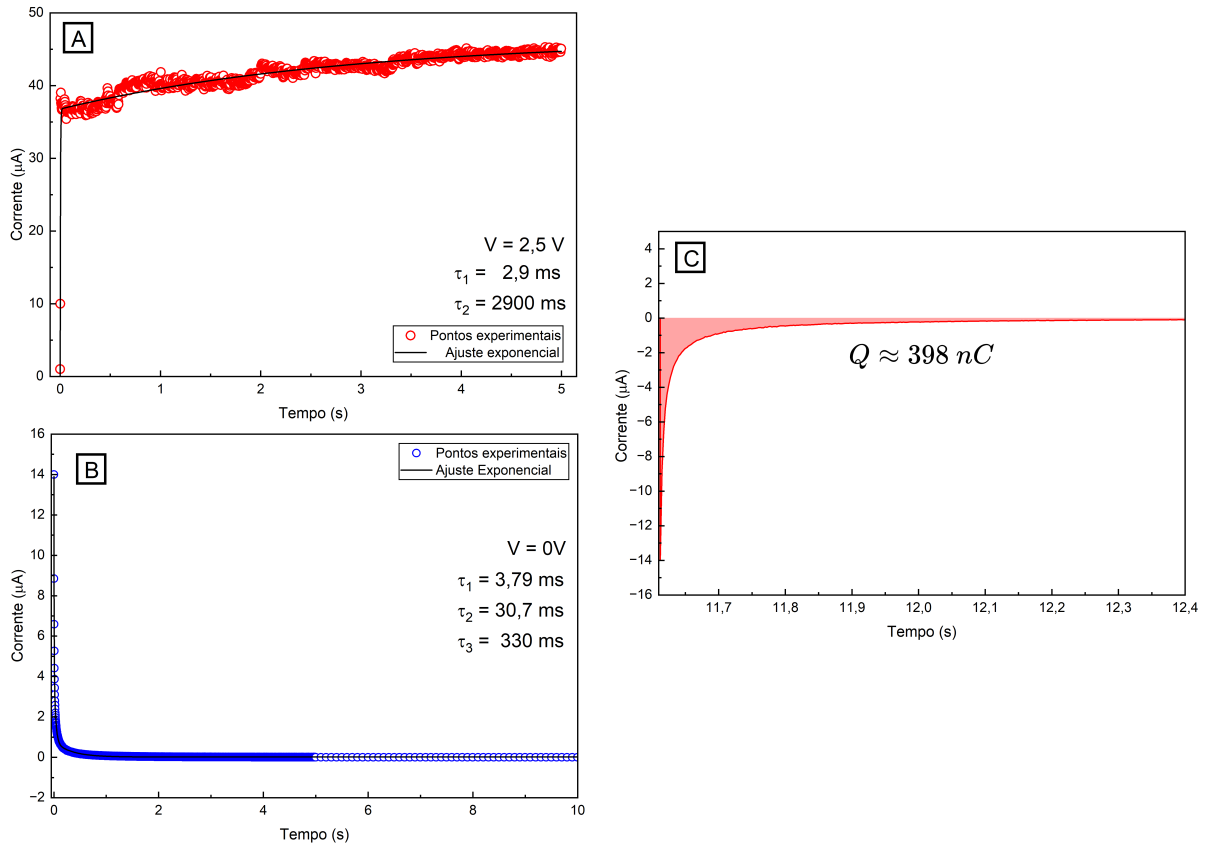 A
50
40
30
20
10
0
Corrente (µA)
V = 2,5 V
τ1 = 2,9 ms
τ2 = 2900 ms
Pontos experimentais
Ajuste exponencial
0 1 2 3 4 5
Tempo (s)
B
16
14
12
10
8
6
4
2
0
−2
Corrente (µA)
Pontos experimentais
Ajuste Exponencial
V = 0V
τ1 = 3,79 ms
τ2 = 30,7 ms
τ3 = 330 ms
0 2 4 6 8 10
Tempo (s)
C
4
2
0
−2
−4
−6
−8
−10
−12
−14
−16
Corrente (µA)
Q ≈ 398 nC
11,7 11,8 11,9 12,0 12,1 12,2 12,3 12,4
Tempo (s)